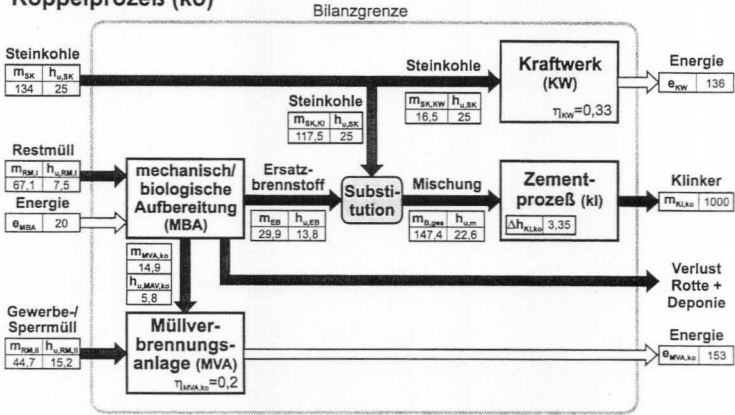 Koppelprozeß (ko)
Bilanzgrenze
Steinkohle
m_SK h_u,SK
134 25
Steinkohle
m_SK,Kl h_u,SK
117,5 25
Steinkohle
m_SK,KW h_u,SK
16,5 25
Kraftwerk
(KW)
η_KW=0,33
Energie
e_KW 136
Restmüll
m_RM,I h_u,RM,I
67,1 7,5
Energie
e_MBA 20
mechanisch/
biologische
Aufbereitung
(MBA)
Ersatz-
brennstoff
m_EB h_u,EB
29,9 13,8
Substi-
tution
Mischung
m_B,ges h_u,m
147,4 22,6
Zement-
prozeß (kl)
Δh_Kl,ko 3,35
Klinker
m_Kl,ko 1000
m_MVA,ko
14,9
h_u,MAV,ko
5,8
Verlust
Rotte +
Deponie
Gewerbe-/
Sperrmüll
m_RM,II h_u,RM,II
44,7 15,2
Müllver-
brennungs-
anlage (MVA)
η_MVA,ko=0,2
Energie
e_MVA,ko 153